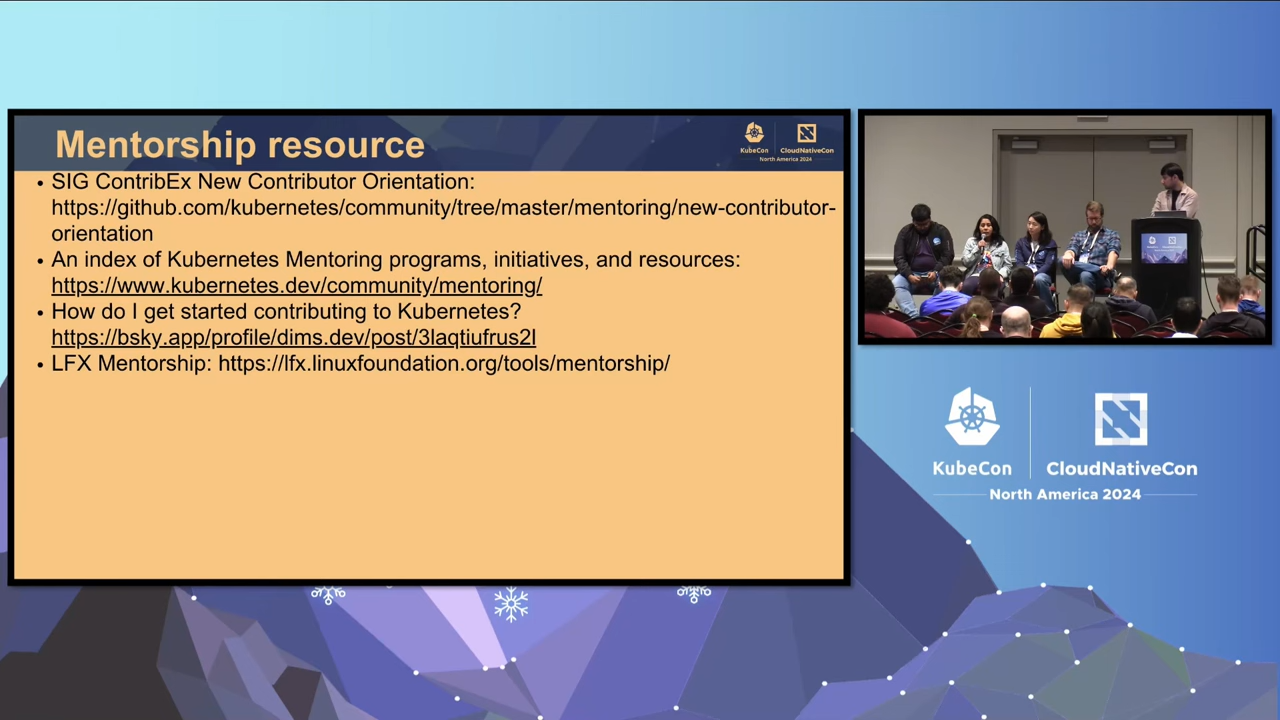 Mentorship resource
KubeCon
CloudNativeCon
North America 2024
• SIG ContribEx New Contributor Orientation:
https://github.com/kubernetes/community/tree/master/mentoring/new-contributor-
orientation
• An index of Kubernetes Mentoring programs, initiatives, and resources:
https://www.kubernetes.dev/community/mentoring/
• How do I get started contributing to Kubernetes?
https://bsky.app/profile/dims.dev/post/3laqtiufrus2l
• LFX Mentorship: https://lfx.linuxfoundation.org/tools/mentorship/
KubeCon
CloudNativeCon
North America 2024